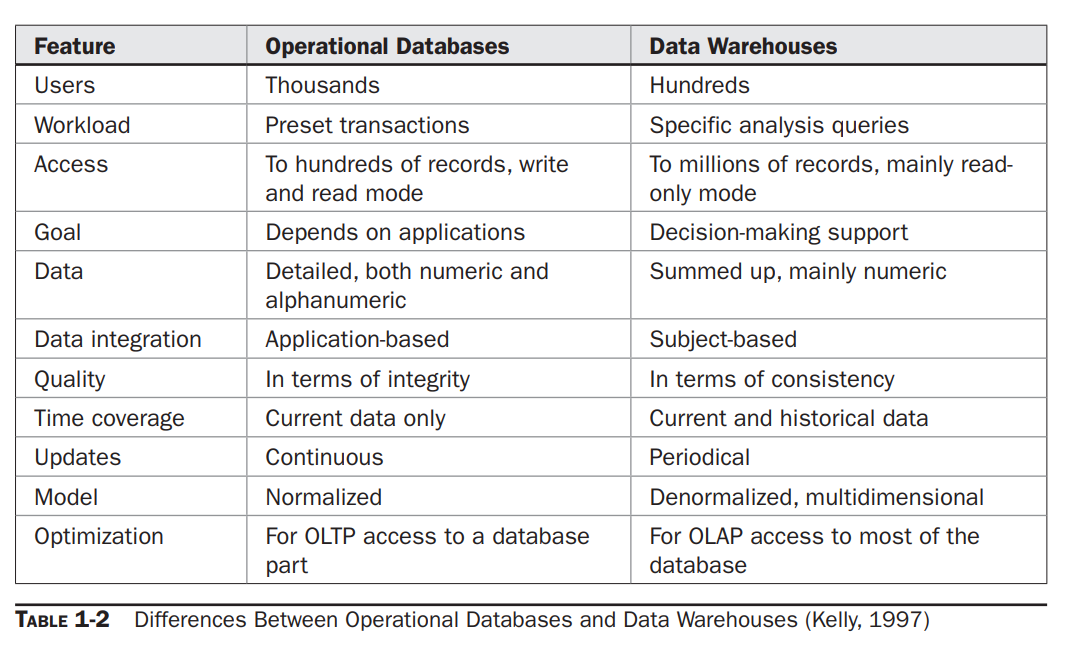 Feature Operational Databases Data Warehouses
Users Thousands Hundreds
Workload Preset transactions Specific analysis queries
Access To hundreds of records, write To millions of records, mainly read-
and read mode only mode
Goal Depends on applications Decision-making support
Data Detailed, both numeric and Summed up, mainly numeric
alphanumeric
Data integration Application-based Subject-based
Quality In terms of integrity In terms of consistency
Time coverage Current data only Current and historical data
Updates Continuous Periodical
Model Normalized Denormalized, multidimensional
Optimization For OLTP access to a database For OLAP access to most of the
part database
TABLE 1-2 Differences Between Operational Databases and Data Warehouses (Kelly, 1997)